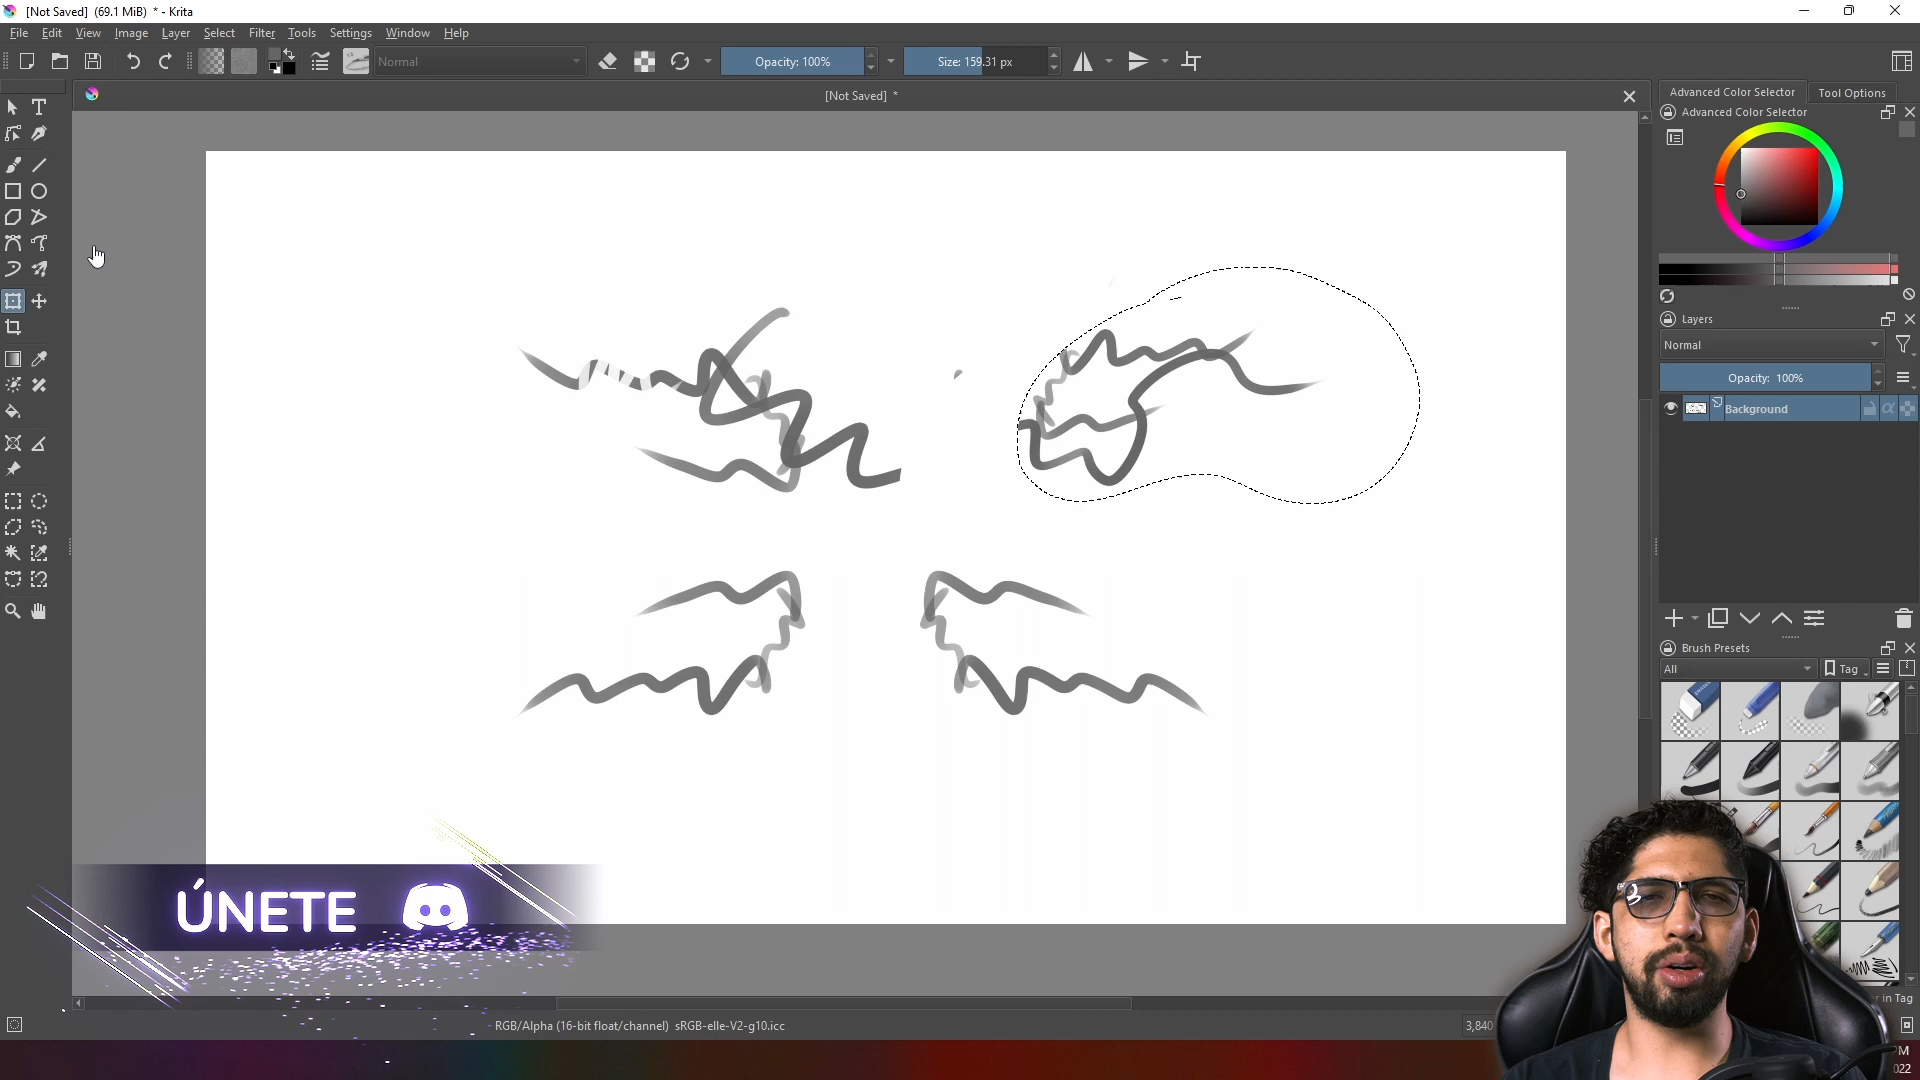 [Not Saved]  (69.1 MiB)  * - Krita
File Edit View Image Layer Select Filter Tools Settings Window Help
Normal
Opacity: 100%
Size: 159.31 px
[Not Saved]  *
Advanced Color Selector
Tool Options
Advanced Color Selector
Layers
Normal
Opacity:  100%
Background
Brush Presets
All
Tag
ÚNETE
in Tag
RGB/Alpha (16-bit float/channel)  sRGB-elle-V2-g10.icc
3,840
M
022